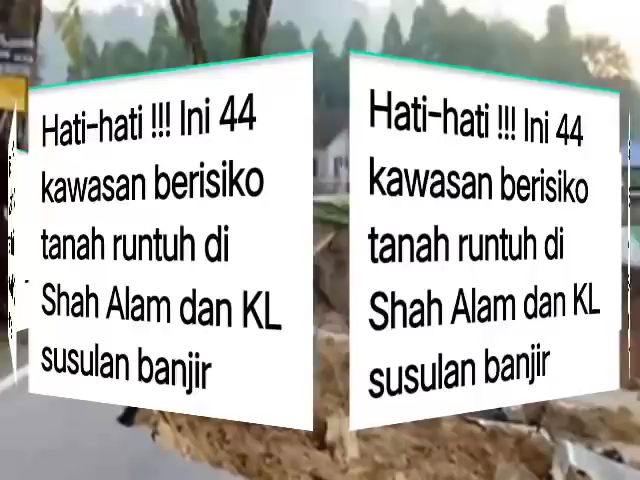 Hati-hati !!! Ini 44
kawasan berisiko
tanah runtuh di
Shah Alam dan KL
susulan banjir
Hati-hati !!! Ini 44
kawasan berisiko
tanah runtuh di
Shah Alam dan KL
susulan banjir